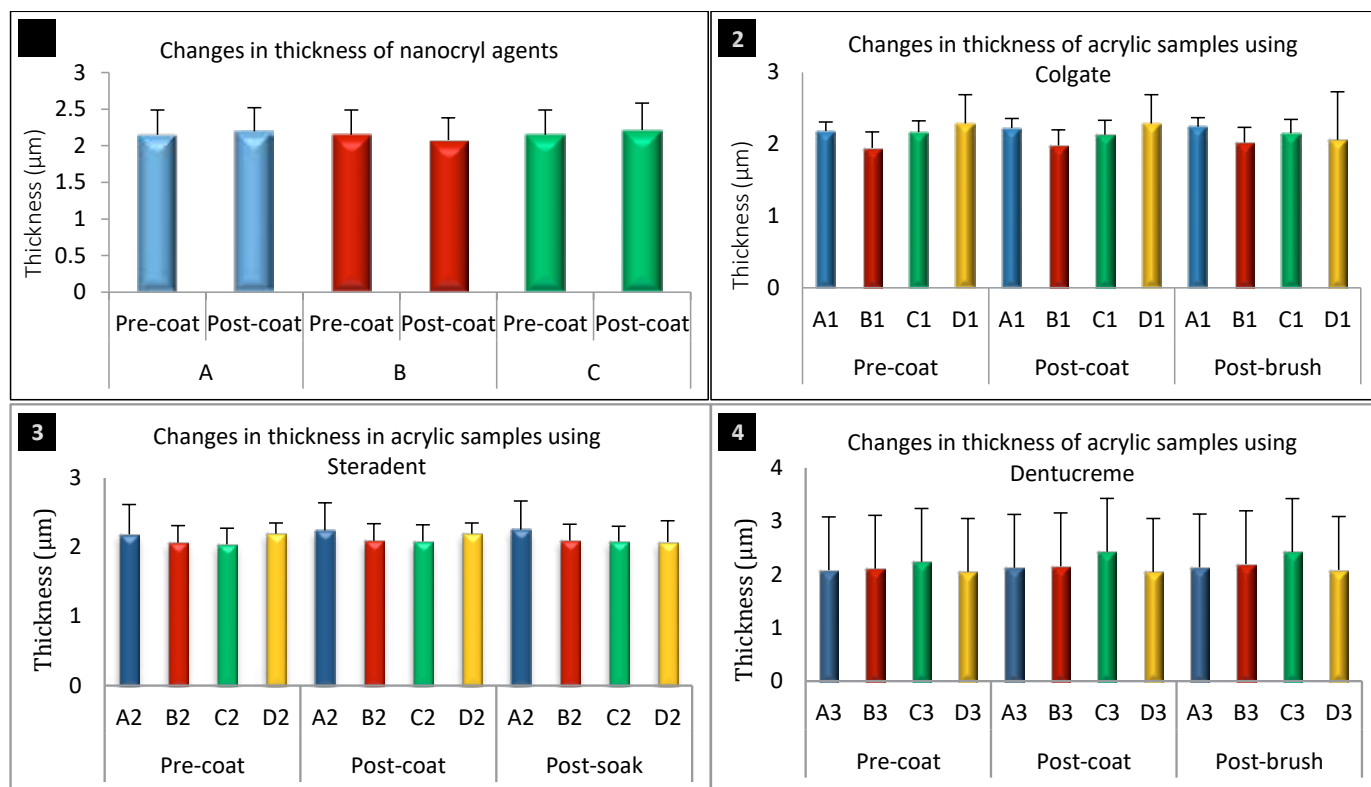 Changes in thickness of nanocryl agents
3
2.5
2
1.5
1
0.5
0
Thickness (µm)
Pre-coat Post-coat Pre-coat Post-coat Pre-coat Post-coat
A B C
2
Changes in thickness of acrylic samples using
Colgate
3
2
1
0
Thickness (µm)
A1 B1 C1 D1 A1 B1 C1 D1 A1 B1 C1 D1
Pre-coat Post-coat Post-brush
3
Changes in thickness in acrylic samples using
Steradent
3
2
1
0
Thickness (µm)
A2 B2 C2 D2 A2 B2 C2 D2 A2 B2 C2 D2
Pre-coat Post-coat Post-soak
4
Changes in thickness of acrylic samples using
Dentucreme
4
3
2
1
0
Thickness (µm)
A3 B3 C3 D3 A3 B3 C3 D3 A3 B3 C3 D3
Pre-coat Post-coat Post-brush